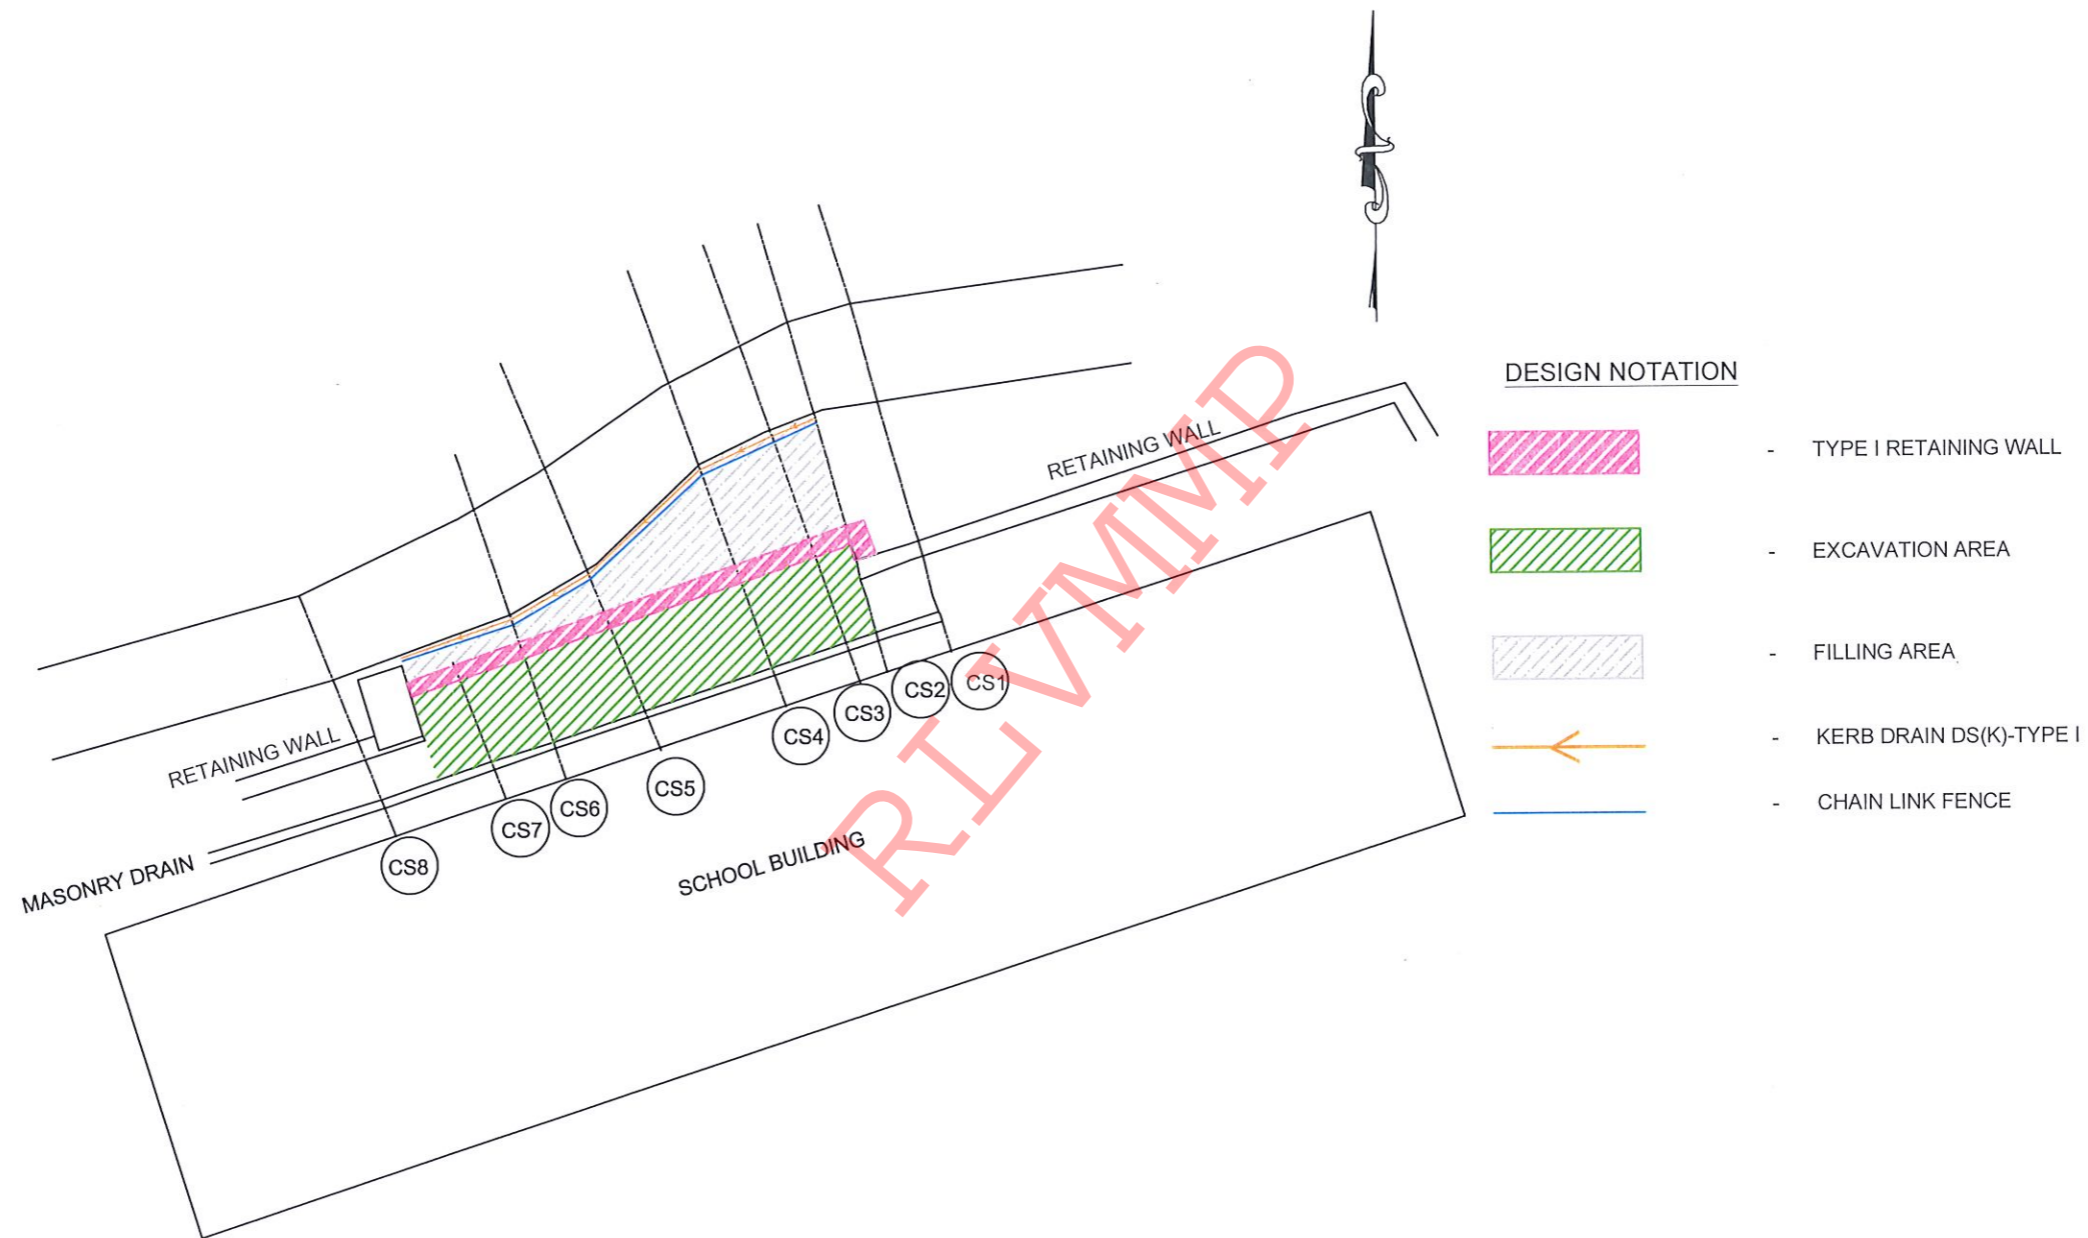 DESIGN NOTATION
- TYPE I RETAINING WALL
- EXCAVATION AREA
- FILLING AREA
- KERB DRAIN DS(K)-TYPE I
- CHAIN LINK FENCE
RETAINING WALL
RETAINING WALL
MASONRY DRAIN
SCHOOL BUILDING
CS8
CS7
CS6
CS5
CS4
CS3
CS2
CS1
RLVMMP